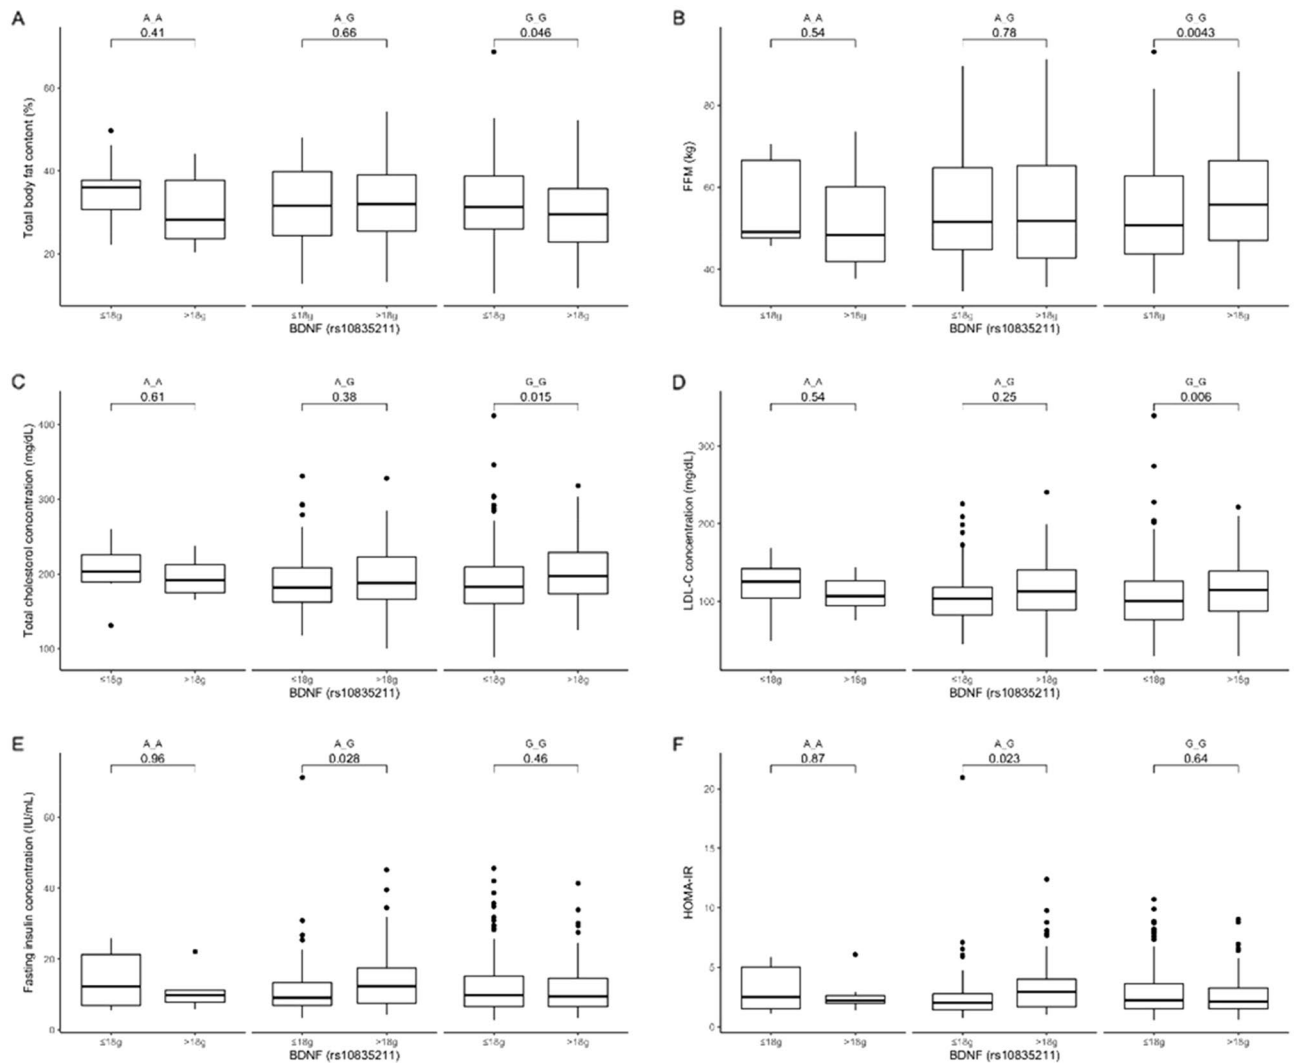 A
A_A A_G G_G
0.41 0.66 0.046
Total body fat content (%)
60
40
20
≤18g >18g ≤18g >18g ≤18g >18g
BDNF (rs10835211)
B
A_A A_G G_G
0.54 0.78 0.0043
FFM (kg)
80
60
40
≤18g >18g ≤18g >18g ≤18g >18g
BDNF (rs10835211)
C
A_A A_G G_G
0.61 0.38 0.015
Total cholesterol concentration (mg/dL)
400
300
200
100
≤18g >18g ≤18g >18g ≤18g >18g
BDNF (rs10835211)
D
A_A A_G G_G
0.54 0.25 0.006
LDL-C concentration (mg/dL)
300
200
100
≤18g >18g ≤18g >18g ≤18g >18g
BDNF (rs10835211)
E
A_A A_G G_G
0.96 0.028 0.46
Fasting insulin concentration (IU/mL)
60
40
20
0
≤18g >18g ≤18g >18g ≤18g >18g
BDNF (rs10835211)
F
A_A A_G G_G
0.87 0.023 0.64
HOMA-IR
20
15
10
5
0
≤18g >18g ≤18g >18g ≤18g >18g
BDNF (rs10835211)